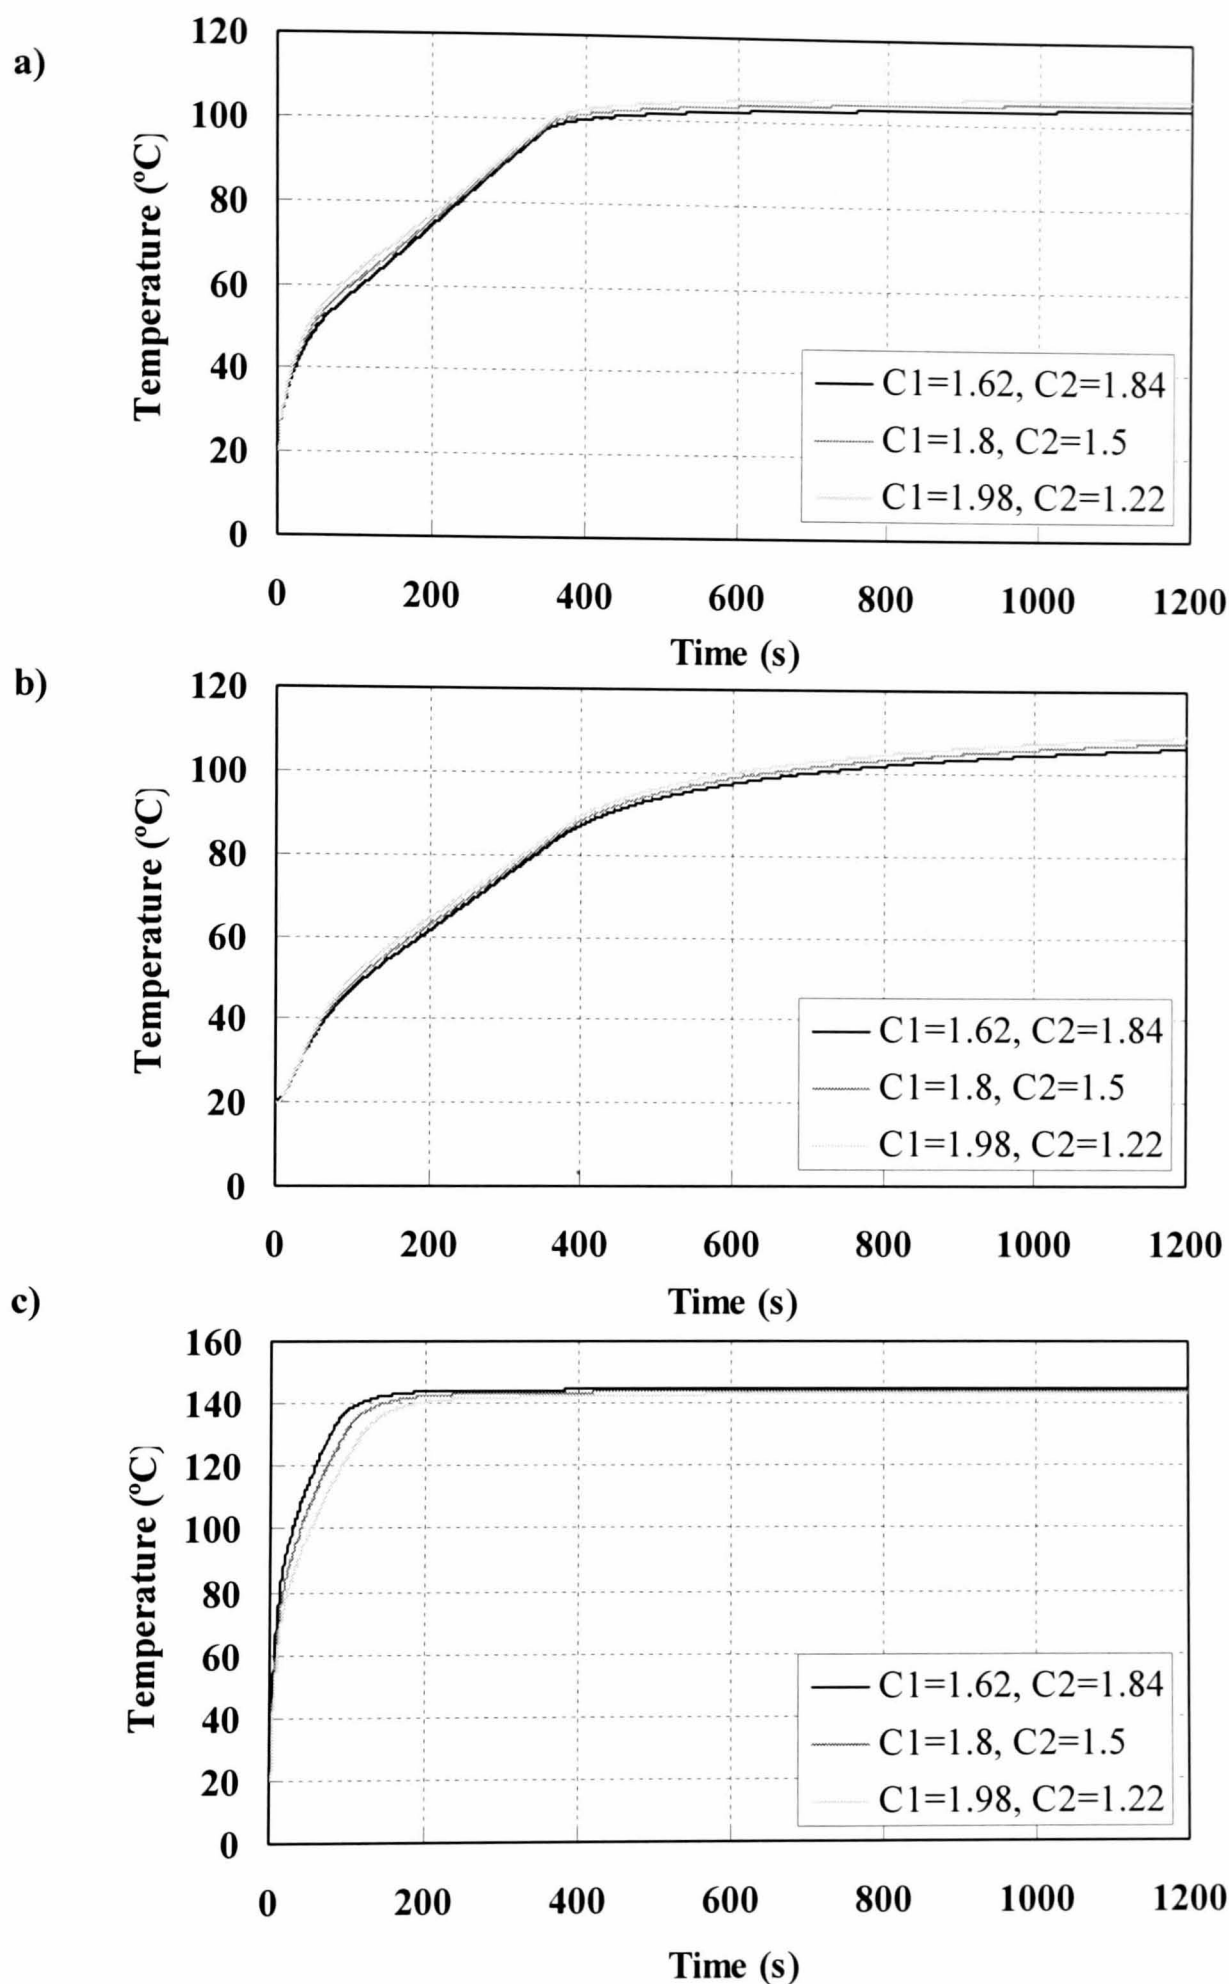 a)
120
100
80
60
40
20
0
Temperature (ºC)
C1=1.62, C2=1.84
C1=1.8, C2=1.5
C1=1.98, C2=1.22
0 200 400 600 800 1000 1200
Time (s)
b)
120
100
80
60
40
20
0
Temperature (ºC)
C1=1.62, C2=1.84
C1=1.8, C2=1.5
C1=1.98, C2=1.22
0 200 400 600 800 1000 1200
Time (s)
c)
160
140
120
100
80
60
40
20
0
Temperature (ºC)
C1=1.62, C2=1.84
C1=1.8, C2=1.5
C1=1.98, C2=1.22
0 200 400 600 800 1000 1200
Time (s)